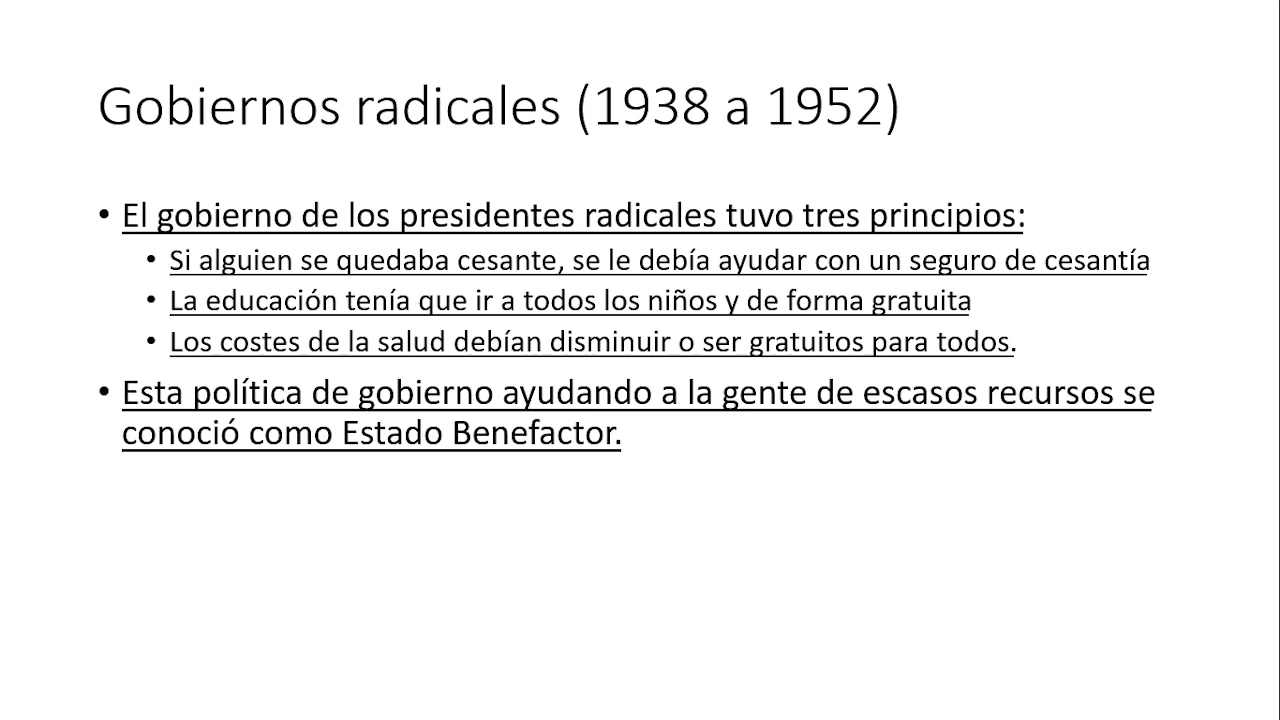 Gobiernos radicales (1938 a 1952)
• El gobierno de los presidentes radicales tuvo tres principios:
• Si alguien se quedaba cesante, se le debía ayudar con un seguro de cesantía
• La educación tenía que ir a todos los niños y de forma gratuita
• Los costes de la salud debían disminuir o ser gratuitos para todos.
• Esta política de gobierno ayudando a la gente de escasos recursos se
conoció como Estado Benefactor.